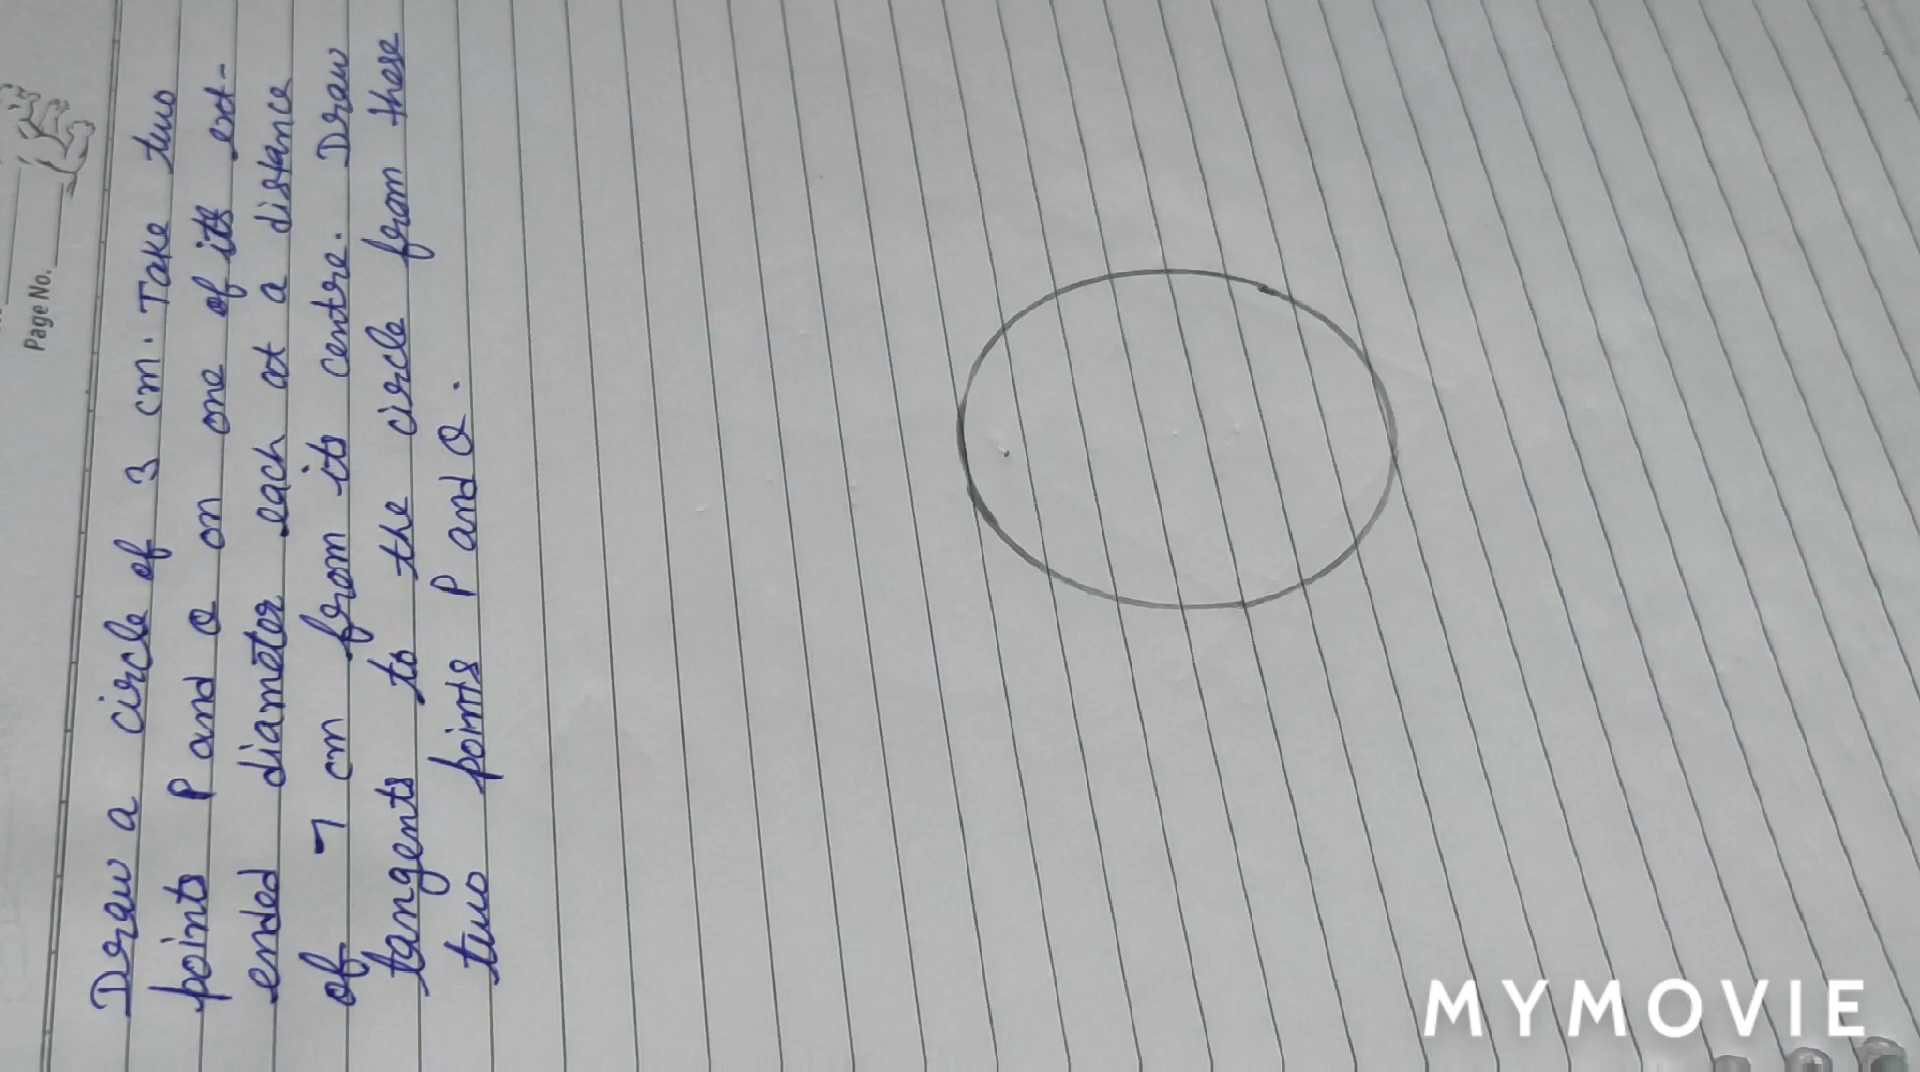 Page No.
Draw a circle of 3 cm. Take two
points P and Q on one of its ext-
ended diameter each at a distance
of 7 cm from its centre. Draw
tangents to the circle from these
two points P and Q.
MYMOVIE